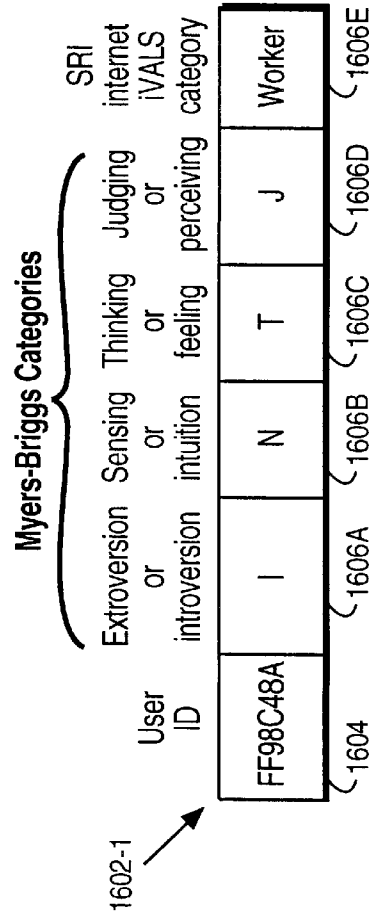 Myers-Briggs Categories
User
ID
Extroversion
or
introversion
Sensing
or
intuition
Thinking
or
feeling
Judging
or
perceiving
SRI
internet
iVALS
category
1602-1
FF98C48A
I
N
T
J
Worker
1604
1606A
1606B
1606C
1606D
1606E